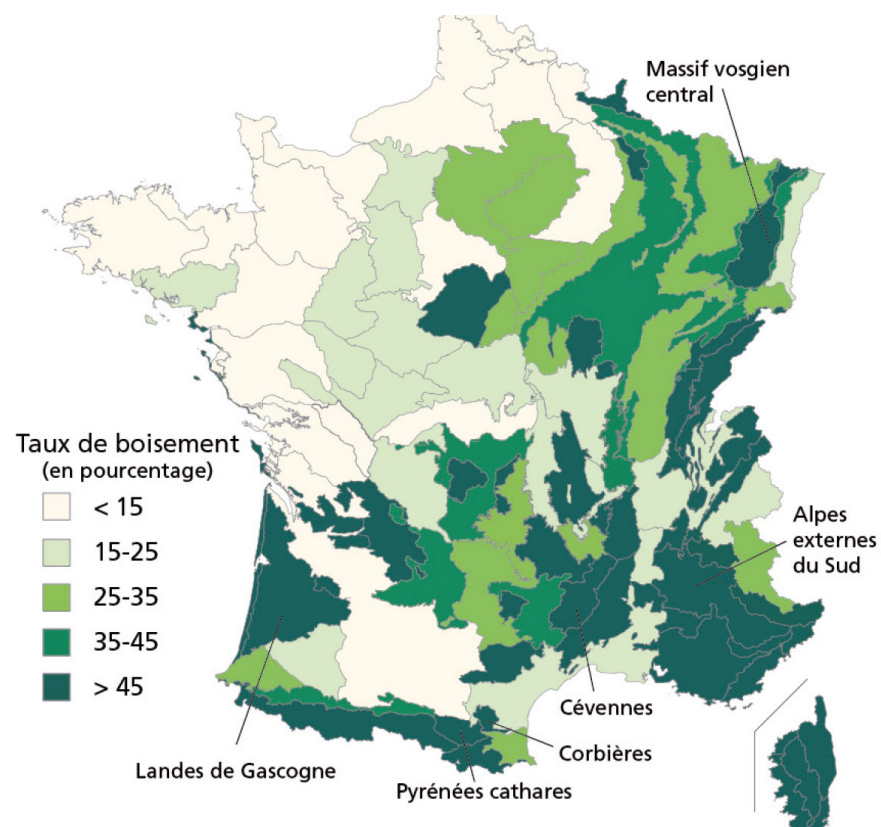 Massif vosgien
central
Taux de boisement
(en pourcentage)
< 15
15-25
25-35
35-45
> 45
Alpes
externes
du Sud
Cévennes
Corbières
Landes de Gascogne
Pyrénées cathares